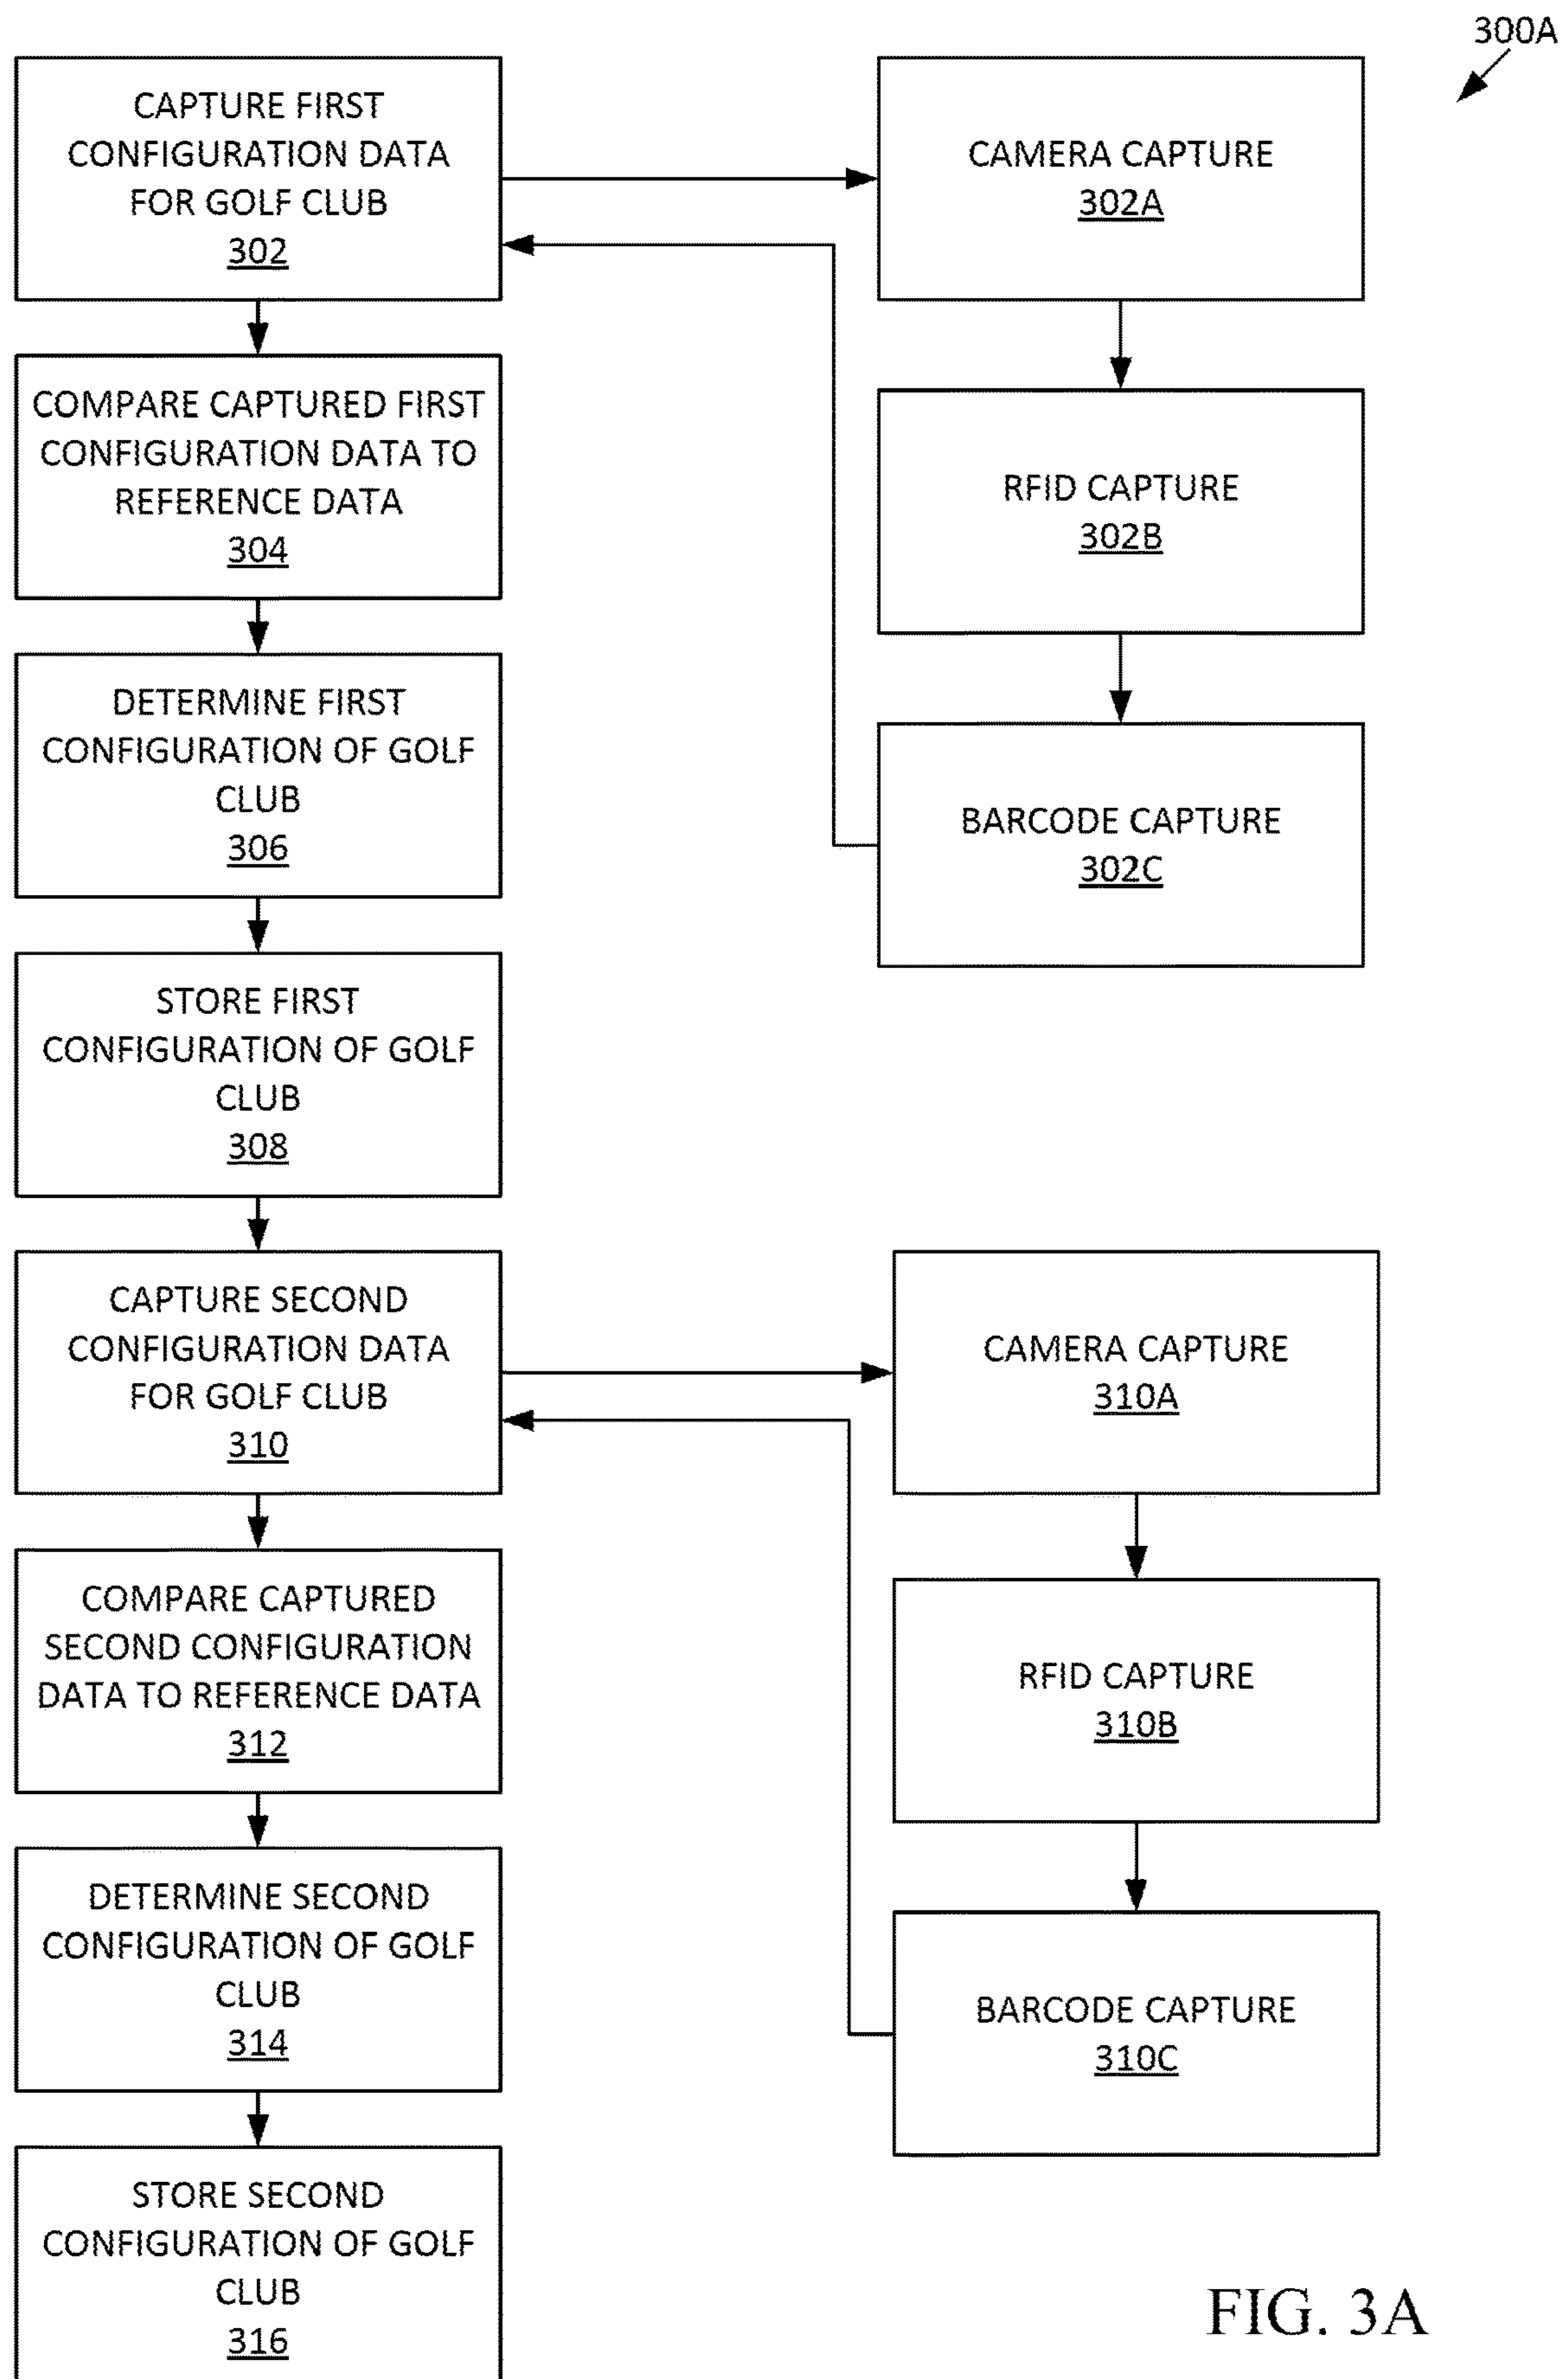 300A
CAPTURE FIRST
CONFIGURATION DATA
FOR GOLF CLUB
302
CAMERA CAPTURE
302A
COMPARE CAPTURED FIRST
CONFIGURATION DATA TO
REFERENCE DATA
304
RFID CAPTURE
302B
DETERMINE FIRST
CONFIGURATION OF GOLF
CLUB
306
BARCODE CAPTURE
302C
STORE FIRST
CONFIGURATION OF GOLF
CLUB
308
CAPTURE SECOND
CONFIGURATION DATA
FOR GOLF CLUB
310
CAMERA CAPTURE
310A
COMPARE CAPTURED
SECOND CONFIGURATION
DATA TO REFERENCE DATA
312
RFID CAPTURE
310B
DETERMINE SECOND
CONFIGURATION OF GOLF
CLUB
314
BARCODE CAPTURE
310C
STORE SECOND
CONFIGURATION OF GOLF
CLUB
316
FIG. 3A